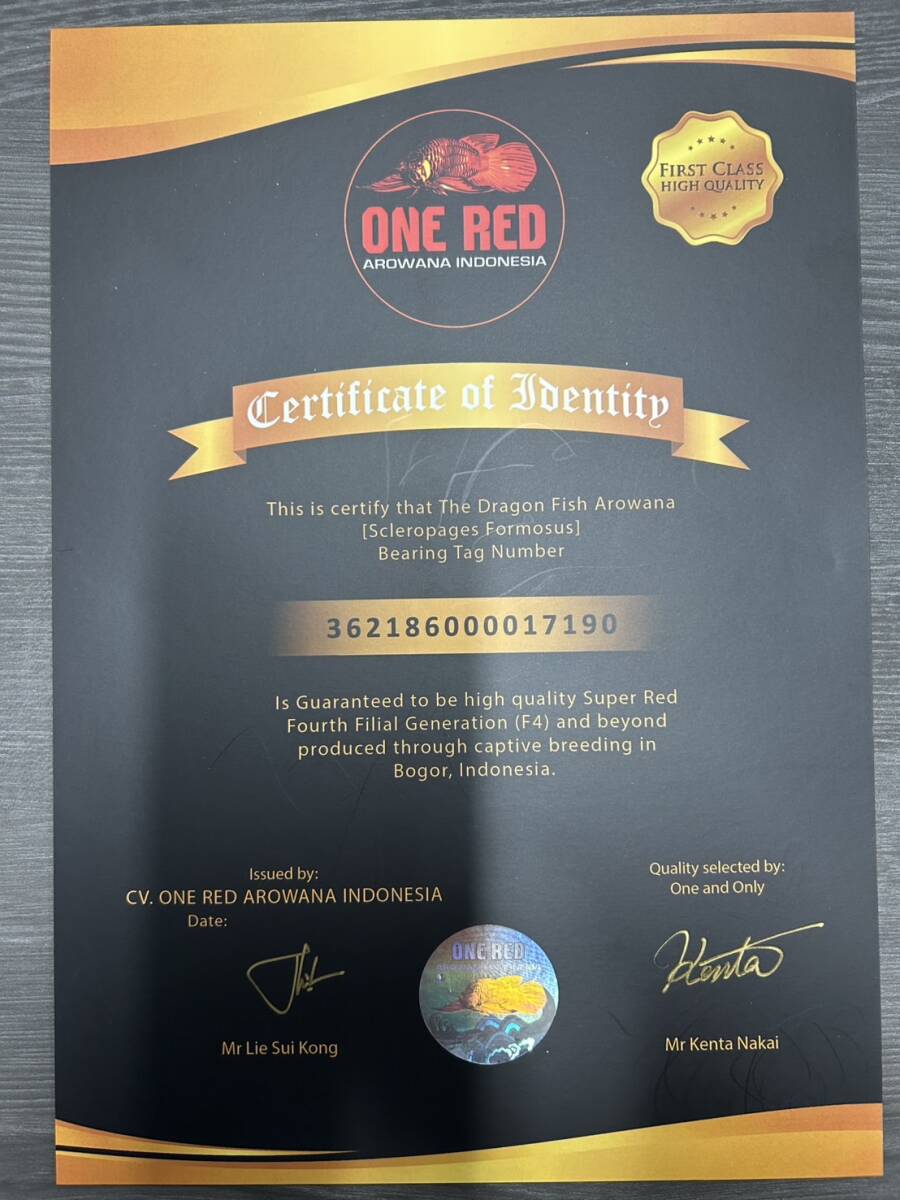 ONE RED
AROWANA INDONESIA
FIRST CLASS
HIGH QUALITY
Certificate of Identity
This is certify that The Dragon Fish Arowana
[Scleropages Formosus]
Bearing Tag Number
362186000017190
Is Guaranteed to be high quality Super Red
Fourth Filial Generation (F4) and beyond
produced through captive breeding in
Bogor, Indonesia.
Issued by:
CV. ONE RED AROWANA INDONESIA
Date:
Mr Lie Sui Kong
ONE RED
Quality selected by:
One and Only
Kenta
Mr Kenta Nakai